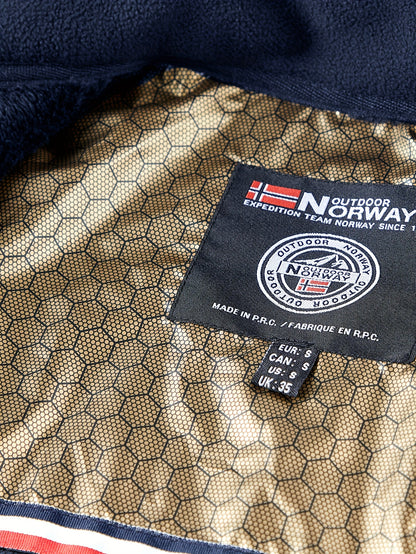 OUTDOOR
NORWAY
EXPEDITION TEAM NORWAY SINCE 1
OUTDOOR
NORWAY
OUTDOOR
OUTDOOR
NORWAY
OUTDOOR
MADE IN P.R.C. / FABRIQUE EN R.P.C.
EUR: S
CAN: S
US: S
UK: 35